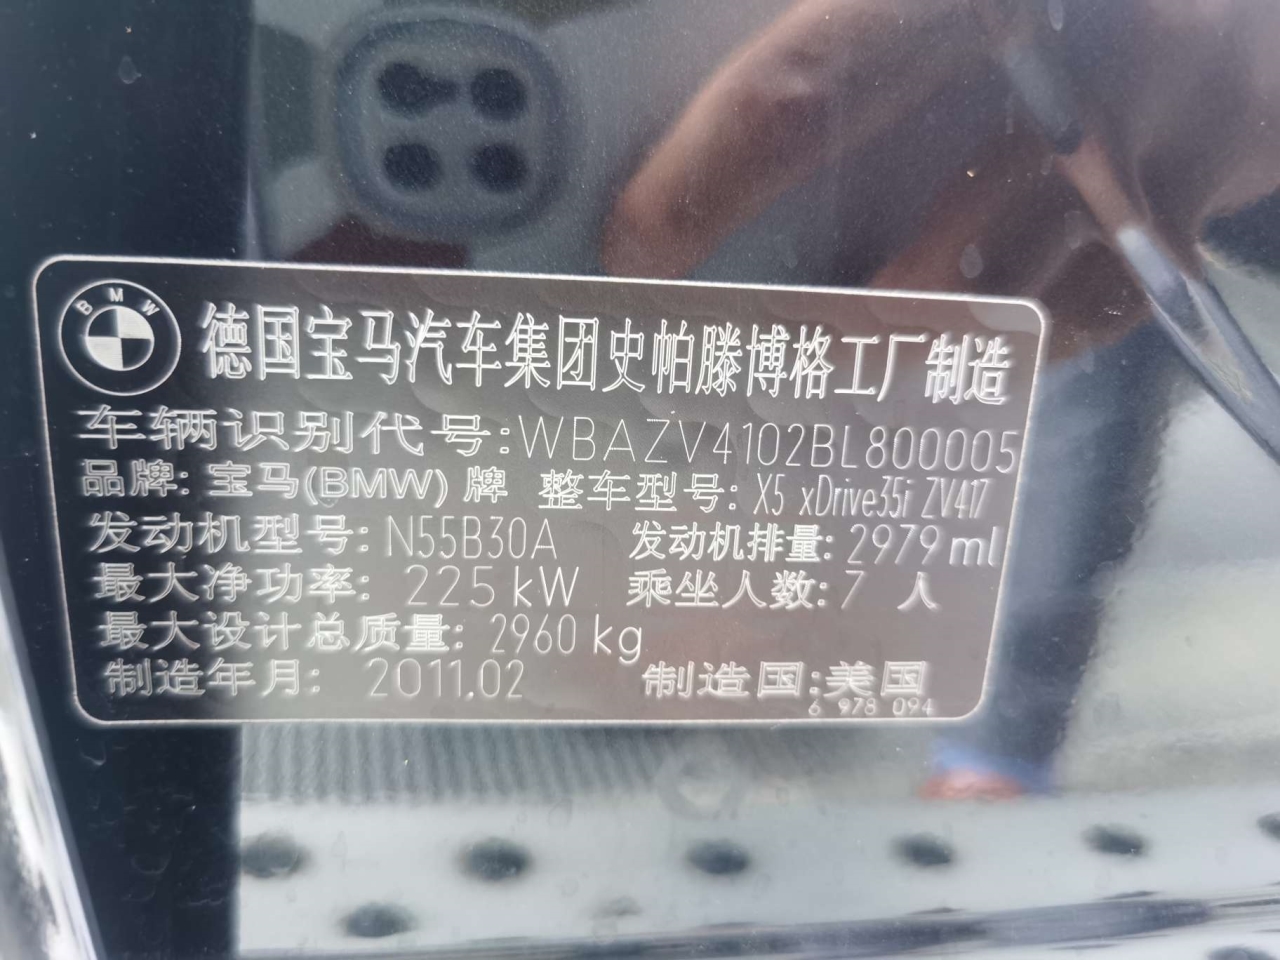 BMW 德国宝马汽车集团史帕滕博格工厂制造
车辆识别代号:WBAZV4102BL800005
品牌: 宝马(BMW) 牌 整车型号: X5 xDrive35i ZV417
发动机型号: N55B30A 发动机排量: 2979 ml
最大净功率: 225 kW 乘坐人数: 7 人
最大设计总质量: 2960 kg
制造年月: 2011.02 制造国:美国
6 978 094